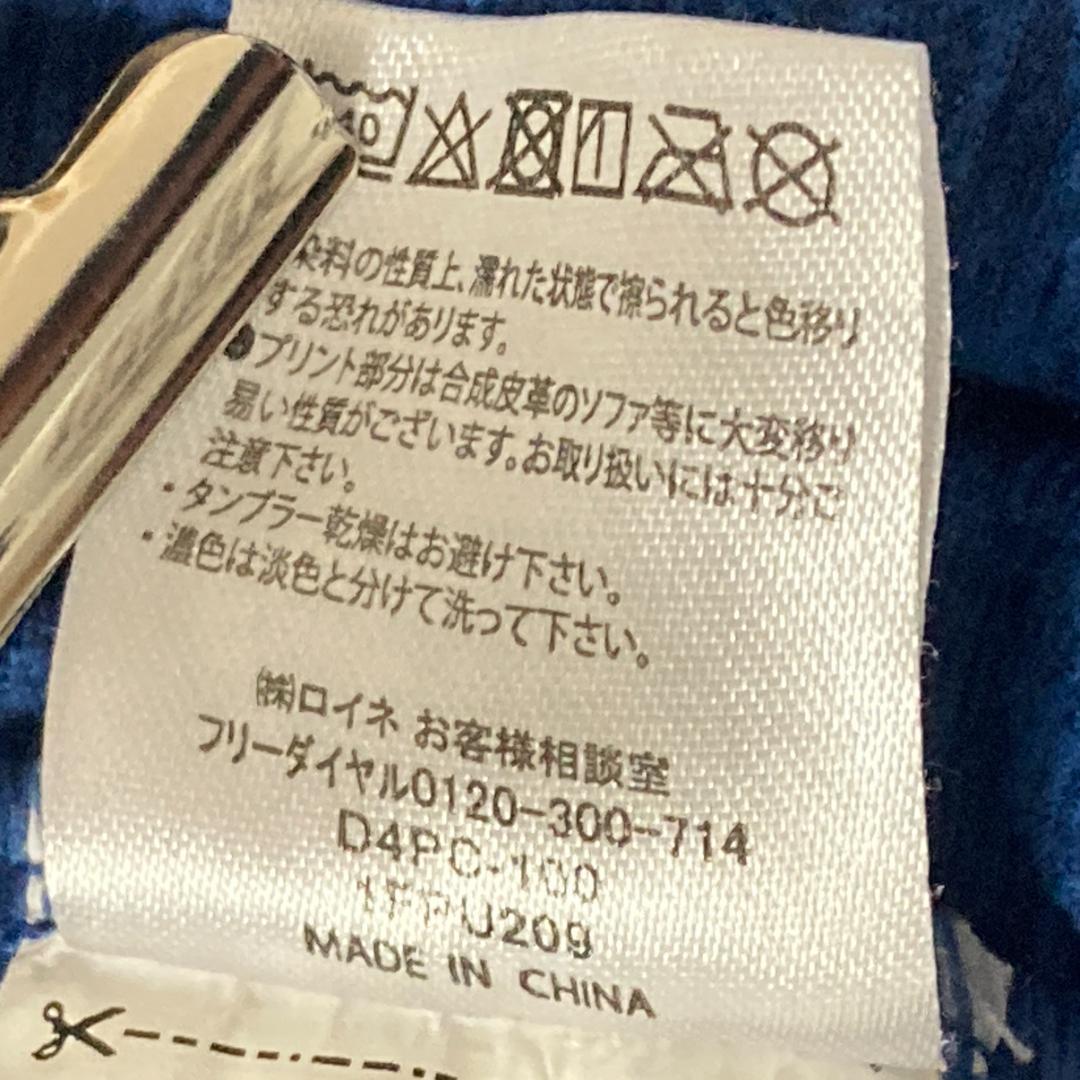 40
染料の性質上、濡れた状態で擦られると色移り
する恐れがあります。
●プリント部分は合成皮革のソファ等に大変移り
易い性質がございます。お取り扱いには十分ご
注意下さい。
・タンブラー乾燥はお避け下さい。
・濃色は淡色と分けて洗って下さい。
㈱ロイネ お客様相談室
フリーダイヤル0120-300-714
D4PC-100
MADE IN CHINA